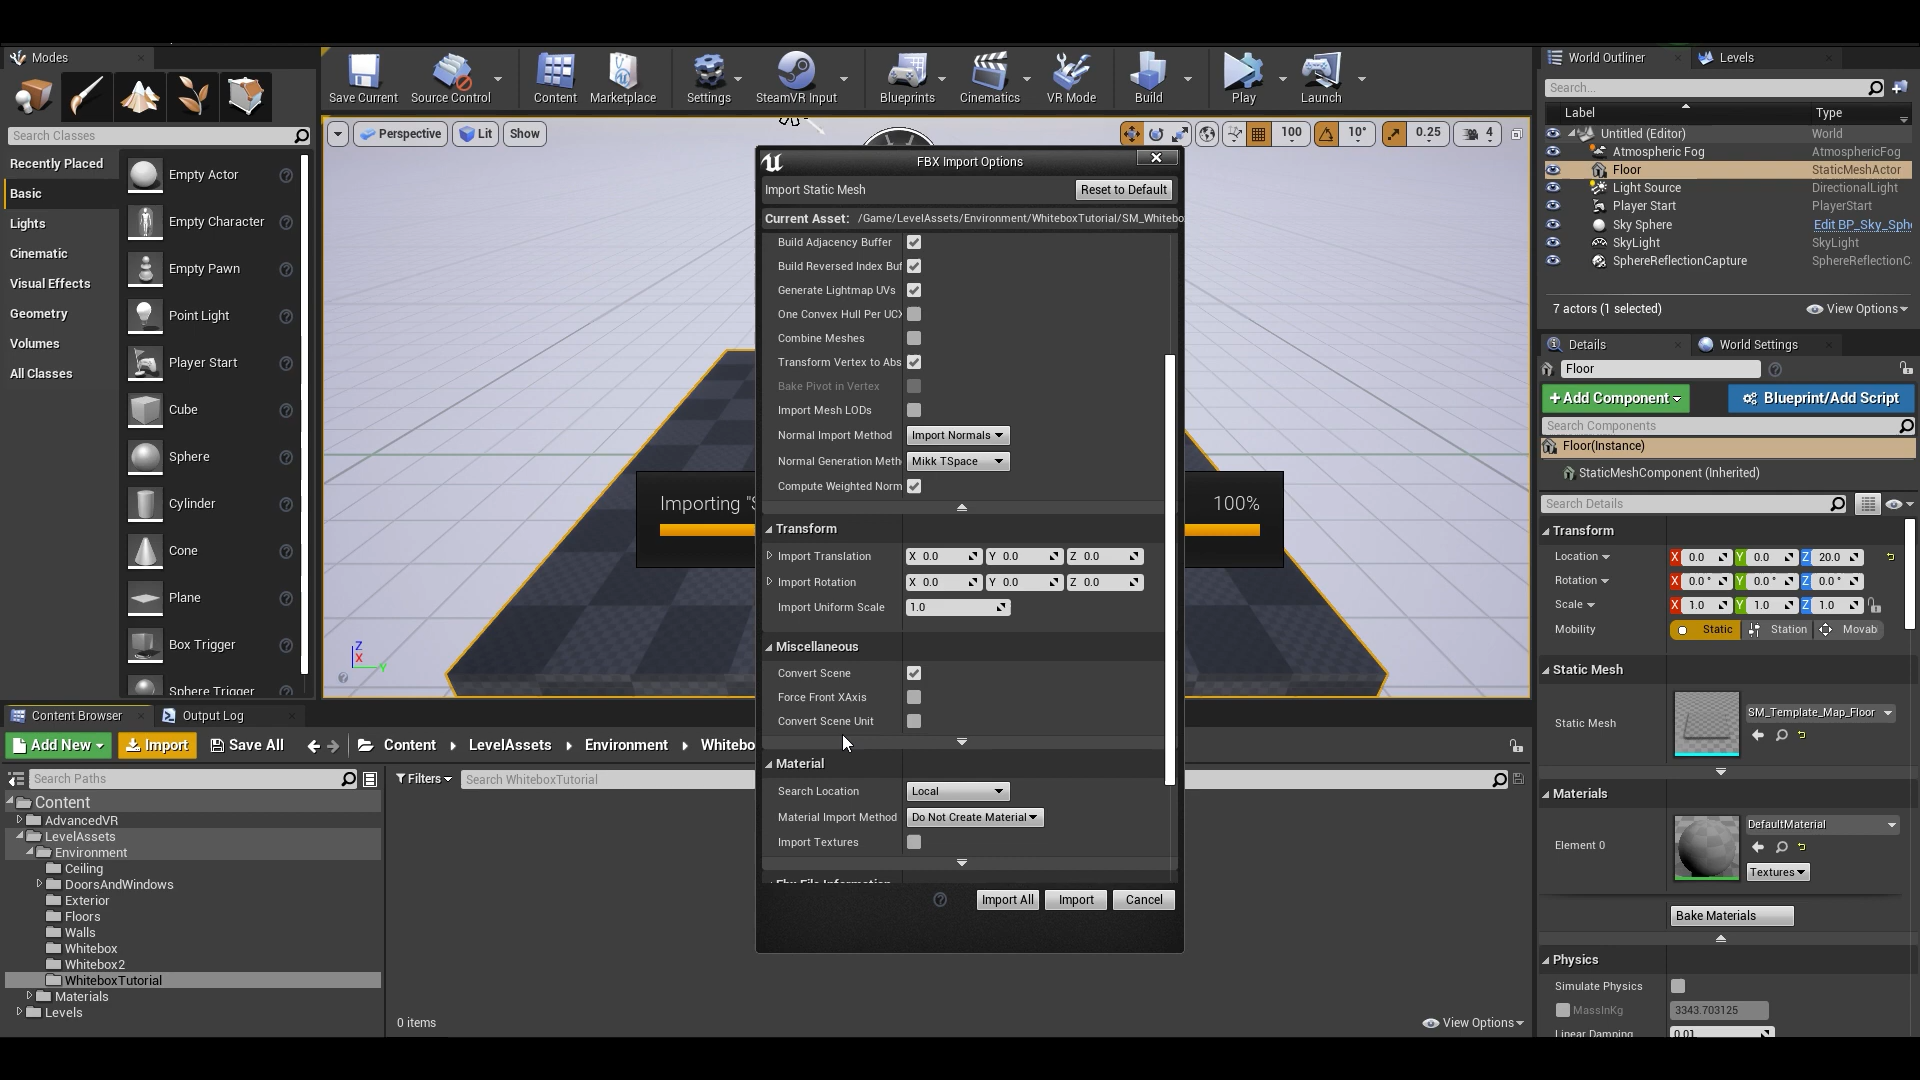 Modes
Search Classes
Recently Placed
Basic
Lights
Cinematic
Visual Effects
Geometry
Volumes
All Classes
Empty Actor
Empty Character
Empty Pawn
Point Light
Player Start
Cube
Sphere
Cylinder
Cone
Plane
Box Trigger
Sphere Trigger
Save Current
Source Control
Content
Marketplace
Settings
SteamVR Input
Blueprints
Cinematics
VR Mode
Build
Play
Launch
Perspective
Lit
Show
100
10°
0.25
4
Z
X
Y
Importing "S
100%
FBX Import Options
Import Static Mesh
Reset to Default
Current Asset: /Game/LevelAssets/Environment/WhiteboxTutorial/SM_Whitebo
Build Adjacency Buffer
Build Reversed Index Buf
Generate Lightmap UVs
One Convex Hull Per UCX
Combine Meshes
Transform Vertex to Abs
Bake Pivot in Vertex
Import Mesh LODs
Normal Import Method Import Normals
Normal Generation Meth Mikk TSpace
Compute Weighted Norm
Transform
Import Translation X 0.0 Y 0.0 Z 0.0
Import Rotation X 0.0 Y 0.0 Z 0.0
Import Uniform Scale 1.0
Miscellaneous
Convert Scene
Force Front XAxis
Convert Scene Unit
Material
Search Location Local
Material Import Method Do Not Create Material
Import Textures
Fbx File Information
Import All
Import
Cancel
World Outliner
Levels
Search...
Label Type
Untitled (Editor) World
Atmospheric Fog AtmosphericFog
Floor StaticMeshActor
Light Source DirectionalLight
Player Start PlayerStart
Sky Sphere Edit BP_Sky_Sph
SkyLight SkyLight
SphereReflectionCapture SphereReflectionC
7 actors (1 selected)
View Options
Details
World Settings
Floor
+Add Component
Blueprint/Add Script
Search Components
Floor(Instance)
StaticMeshComponent (Inherited)
Search Details
Transform
Location X 0.0 Y 0.0 Z 20.0
Rotation X 0.0 ° Y 0.0 ° Z 0.0 °
Scale X 1.0 Y 1.0 Z 1.0
Mobility Static Station Movab
Static Mesh
Static Mesh SM_Template_Map_Floor
Materials
Element 0 DefaultMaterial
Textures
Bake Materials
Physics
Simulate Physics
MassInKg 3343.703125
Linear Damping 0.01
Content Browser
Output Log
Add New
Import
Save All
Content
LevelAssets
Environment
Whitebo
Search Paths
Filters
Search WhiteboxTutorial
Content
AdvancedVR
LevelAssets
Environment
Ceiling
DoorsAndWindows
Exterior
Floors
Walls
Whitebox
Whitebox2
WhiteboxTutorial
Materials
Levels
0 items
View Options